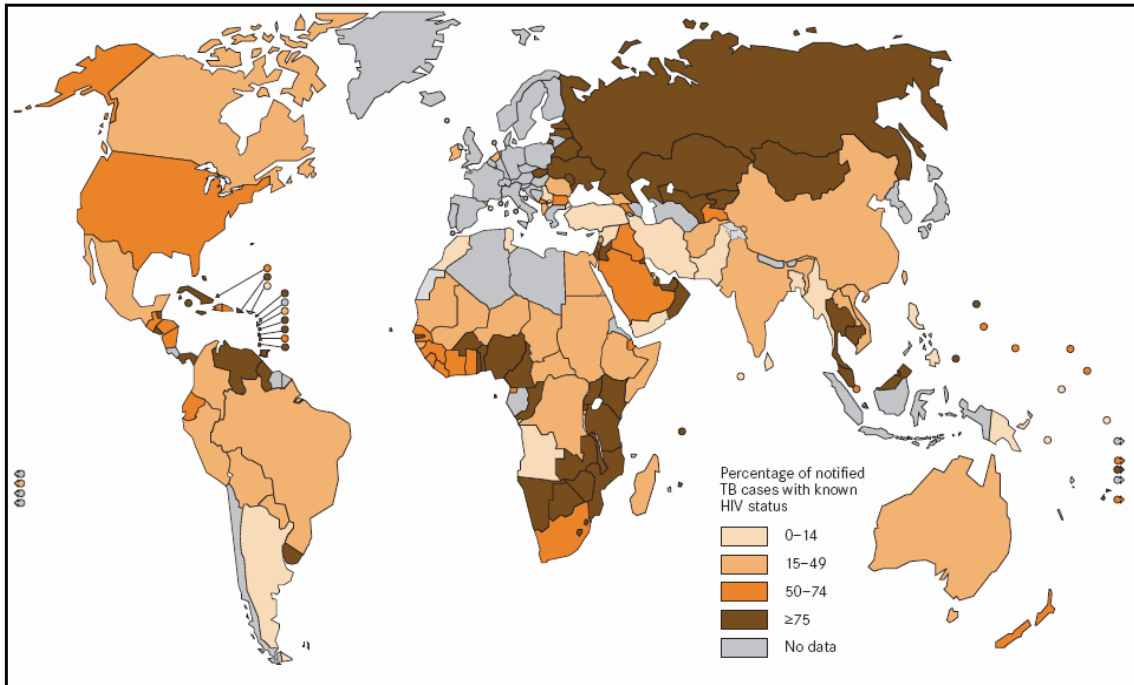 Percentage of notified
TB cases with known
HIV status
0–14
15–49
50–74
≥75
No data